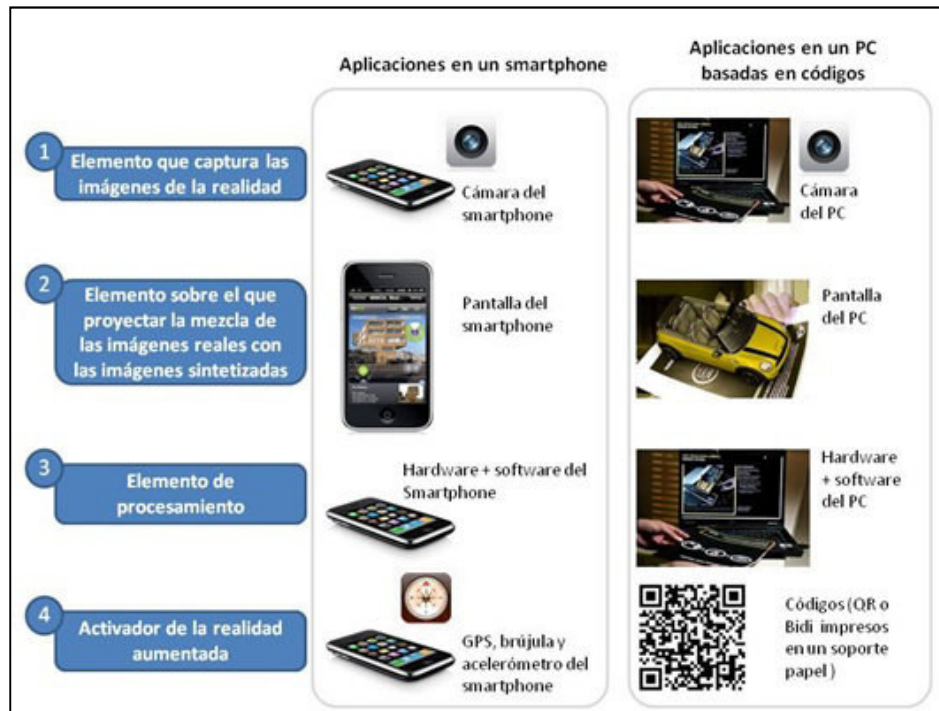 Aplicaciones en un smartphone
Aplicaciones en un PC
basadas en códigos
1
Elemento que captura las
imágenes de la realidad
Cámara del
smartphone
Cámara
del PC
2
Elemento sobre el que
proyectar la mezcla de
las imágenes reales con
las imágenes sintetizadas
Pantalla del
smartphone
Pantalla
del PC
3
Elemento de
procesamiento
Hardware + software del
Smartphone
Hardware
+ software
del PC
4
Activador de la realidad
aumentada
GPS, brújula y
acelerómetro del
smartphone
Códigos (QR o
Bidi impresos
en un soporte
papel )